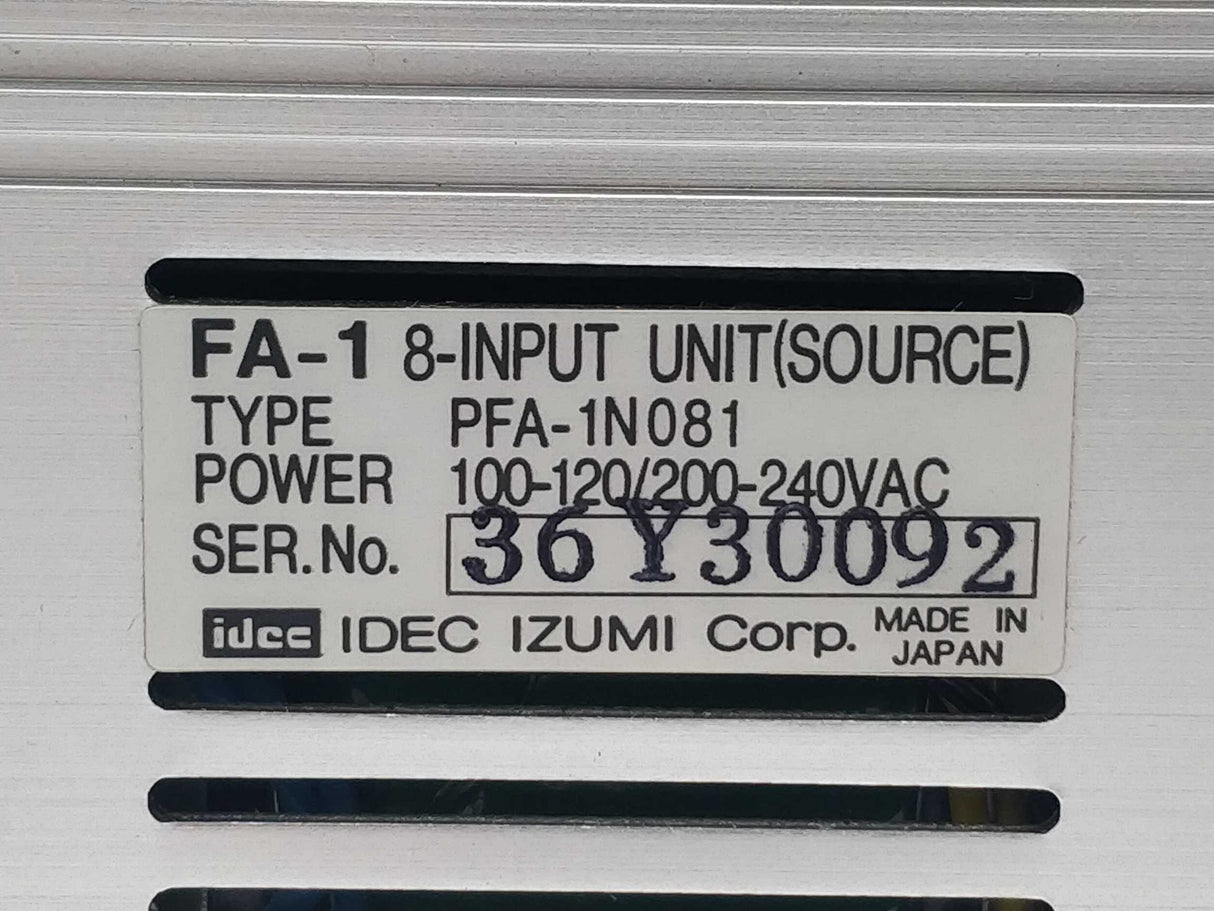 FA-1 8-INPUT UNIT(SOURCE)
TYPE PFA-1N081
POWER 100-120/200-240VAC
SER.No. 36Y30092
idec IDEC IZUMI Corp. MADE IN
JAPAN